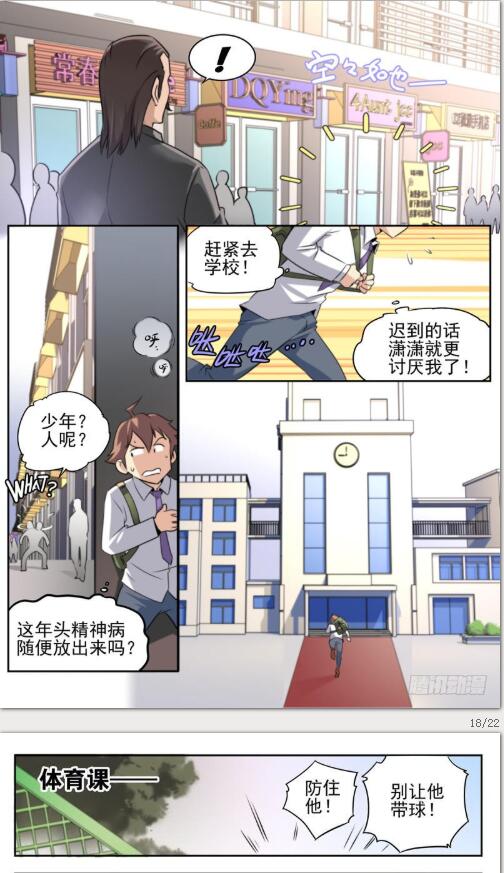 !
空空如也——
常春
DQYing
Coffe
赶紧去
学校！
迟到的话
潇潇就更
讨厌我了！
哒哒哒…
呼
呼
少年？
人呢？
WHAT?
这年头精神病
随便放出来吗？
腾讯动漫
18/22
体育课——
防住
他！
别让他
带球！